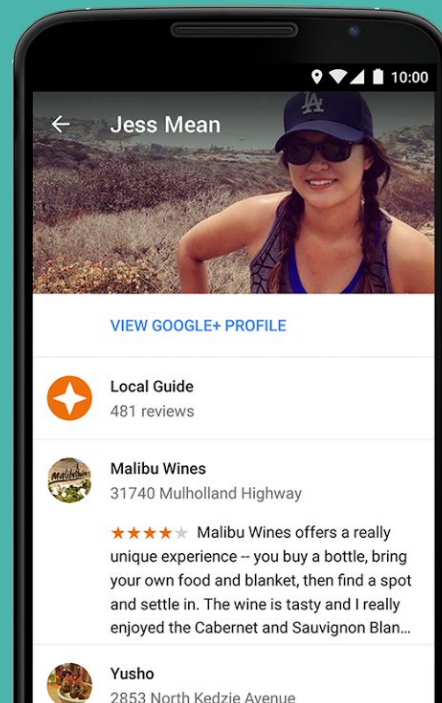 10:00
LA
Jess Mean
VIEW GOOGLE+ PROFILE
Local Guide
481 reviews
Malibu Wines
31740 Mulholland Highway
Malibu Wines offers a really
unique experience -- you buy a bottle, bring
your own food and blanket, then find a spot
and settle in. The wine is tasty and I really
enjoyed the Cabernet and Sauvignon Blan...
Yusho
2853 North Kedzie Avenue